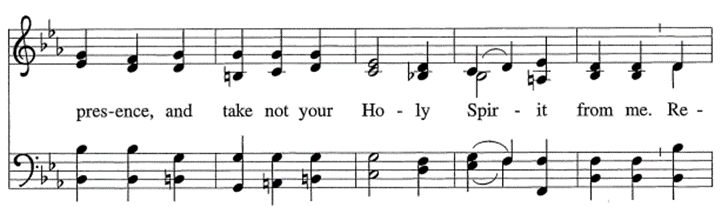 pres-ence, and take not your Ho - ly Spir - it from me. Re -